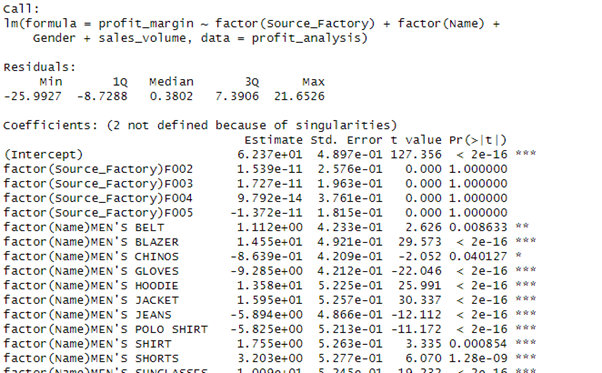 Call:
lm(formula = profit_margin ~ factor(Source_Factory) + factor(Name) +
    Gender + sales_volume, data = profit_analysis)
Residuals:
     Min       1Q   Median       3Q      Max
-25.9927  -8.7288   0.3802   7.3906  21.6526
Coefficients: (2 not defined because of singularities)
Estimate Std. Error t value Pr(>|t|)
(Intercept) 6.237e+01 4.897e-01 127.356 < 2e-16 ***
factor(Source_Factory)F002 1.539e-11 2.576e-01 0.000 1.000000
factor(Source_Factory)F003 1.727e-11 1.963e-01 0.000 1.000000
factor(Source_Factory)F004 9.792e-14 3.761e-01 0.000 1.000000
factor(Source_Factory)F005 -1.372e-11 1.815e-01 0.000 1.000000
factor(Name)MEN'S BELT 1.112e+00 4.233e-01 2.626 0.008633 **
factor(Name)MEN'S BLAZER 1.455e+01 4.921e-01 29.573 < 2e-16 ***
factor(Name)MEN'S CHINOS -8.639e-01 4.209e-01 -2.052 0.040127 *
factor(Name)MEN'S GLOVES -9.285e+00 4.212e-01 -22.046 < 2e-16 ***
factor(Name)MEN'S HOODIE 1.358e+01 5.225e-01 25.991 < 2e-16 ***
factor(Name)MEN'S JACKET 1.595e+01 5.257e-01 30.337 < 2e-16 ***
factor(Name)MEN'S JEANS -5.894e+00 4.866e-01 -12.112 < 2e-16 ***
factor(Name)MEN'S POLO SHIRT -5.825e+00 5.213e-01 -11.172 < 2e-16 ***
factor(Name)MEN'S SHIRT 1.755e+00 5.263e-01 3.335 0.000854 ***
factor(Name)MEN'S SHORTS 3.203e+00 5.277e-01 6.070 1.28e-09 ***
factor(Name)MEN'S SUNGLASSES